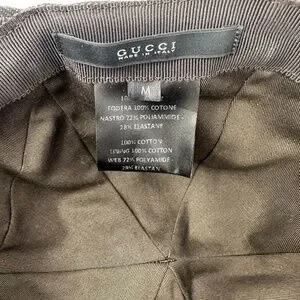 GUCCI
MADE IN ITALY
M
FODERA 100% COTONE
NASTRO 72% POLIAMMIDE -
28% ELASTANE
100% COTTON
LINING 100% COTTON
WEB 72% POLYAMIDE -
28% ELASTAN